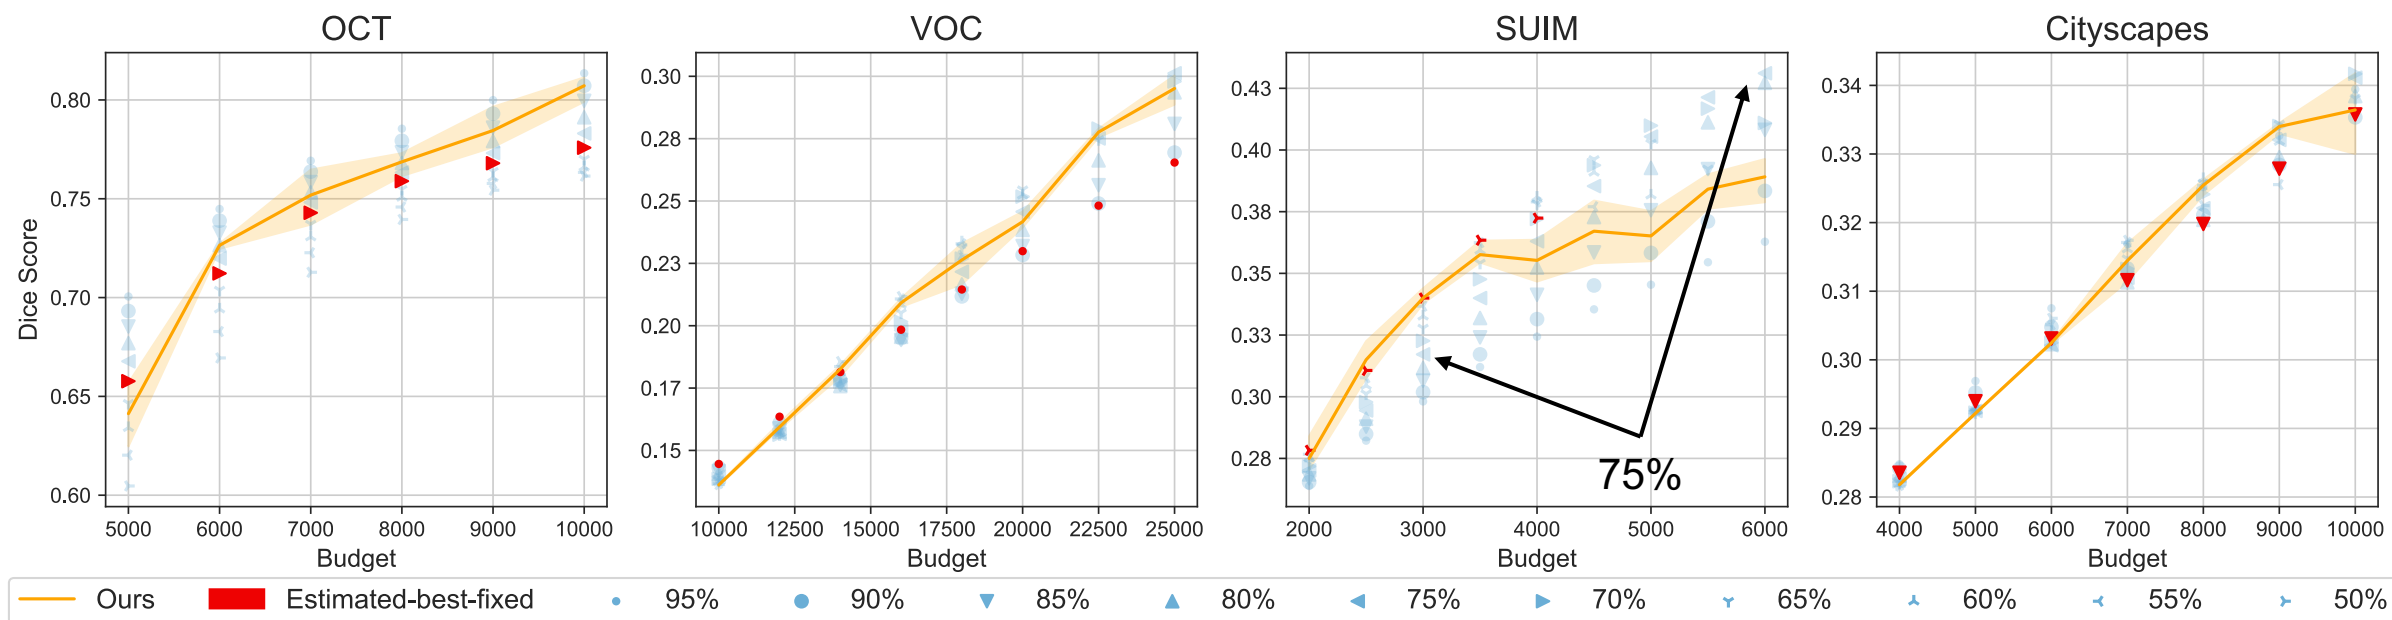 OCT VOC SUIM Cityscapes
0.80 0.75 0.70 0.65 0.60
Dice Score
5000 6000 7000 8000 9000 10000
Budget
0.30 0.28 0.25 0.23 0.20 0.17 0.15
10000 12500 15000 17500 20000 22500 25000
Budget
0.43 0.40 0.38 0.35 0.33 0.30 0.28
75%
2000 3000 4000 5000 6000
Budget
0.34 0.33 0.32 0.31 0.30 0.29 0.28
4000 5000 6000 7000 8000 9000 10000
Budget
Ours Estimated-best-fixed 95% 90% 85% 80% 75% 70% 65% 60% 55% 50%